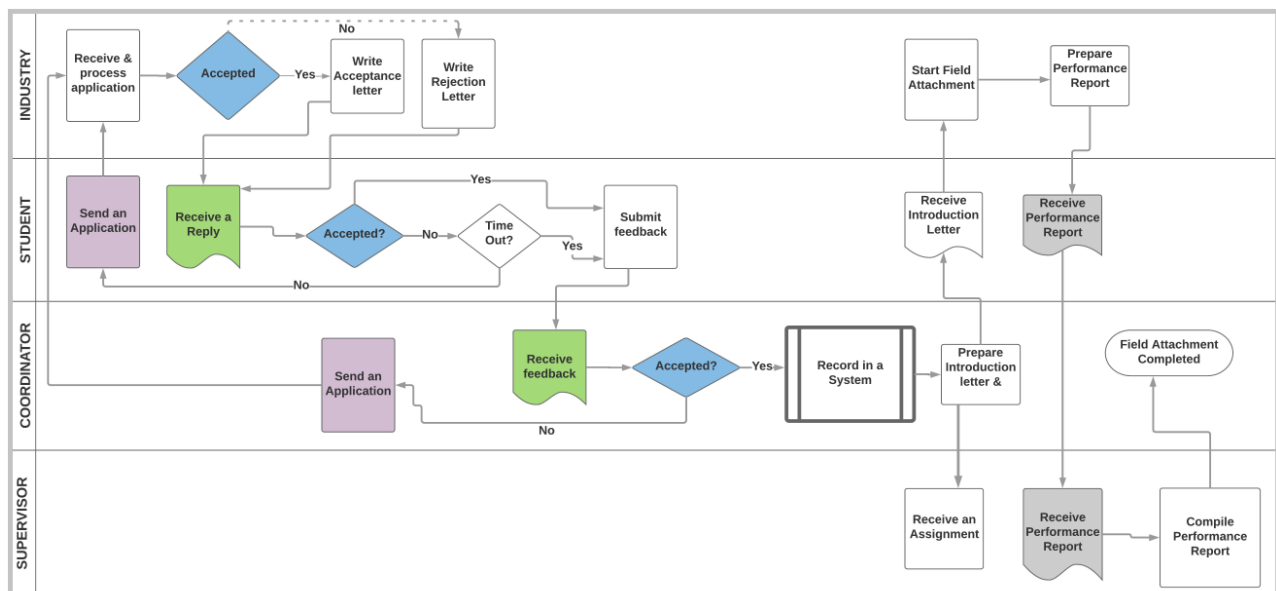 INDUSTRY
Receive &
process
application
Accepted
Yes
No
Write
Acceptance
letter
Write
Rejection
Letter
Start Field
Attachment
Prepare
Performance
Report
STUDENT
Send an
Application
Receive a
Reply
Accepted?
Yes
No
Time
Out?
Yes
No
Submit
feedback
Receive
Introduction
Letter
Receive
Performance
Report
COORDINATOR
Send an
Application
Receive
feedback
Accepted?
Yes
No
Record in a
System
Prepare
Introduction
letter &
Field Attachment
Completed
SUPERVISOR
Receive an
Assignment
Receive
Performance
Report
Compile
Performance
Report